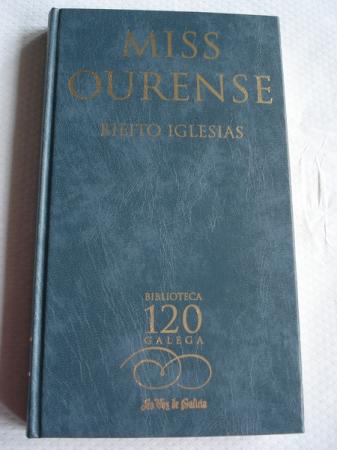 MISS
OURENSE
BIEITO IGLESIAS
BIBLIOTECA
120
GALEGA
La Voz de Galicia